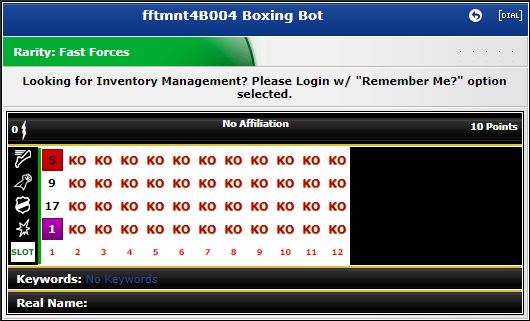 fftmnt4B004 Boxing Bot
[DIAL]
Rarity: Fast Forces
Looking for Inventory Management? Please Login w/ "Remember Me?" option
selected.
0
No Affiliation
10 Points
5 KO KO KO KO KO KO KO KO KO KO KO
9 KO KO KO KO KO KO KO KO KO KO KO
17 KO KO KO KO KO KO KO KO KO KO KO
1 KO KO KO KO KO KO KO KO KO KO KO
SLOT 1 2 3 4 5 6 7 8 9 10 11 12
Keywords: No Keywords
Real Name: